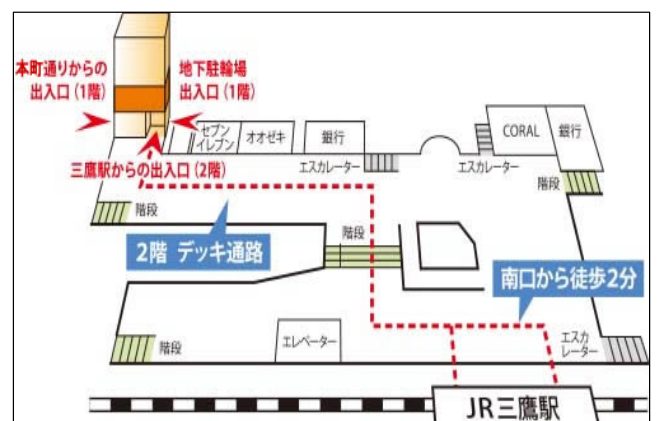 本町通りからの
出入口（1階）
地下駐輪場
出入口（1階）
三鷹駅からの出入口（2階）
セブン
イレブン
オオゼキ
銀行
エスカレーター
エスカレーター
CORAL
銀行
階段
階段
2階 デッキ通路
階段
南口から徒歩2分
階段
エレベーター
エスカ
レーター
JR三鷹駅